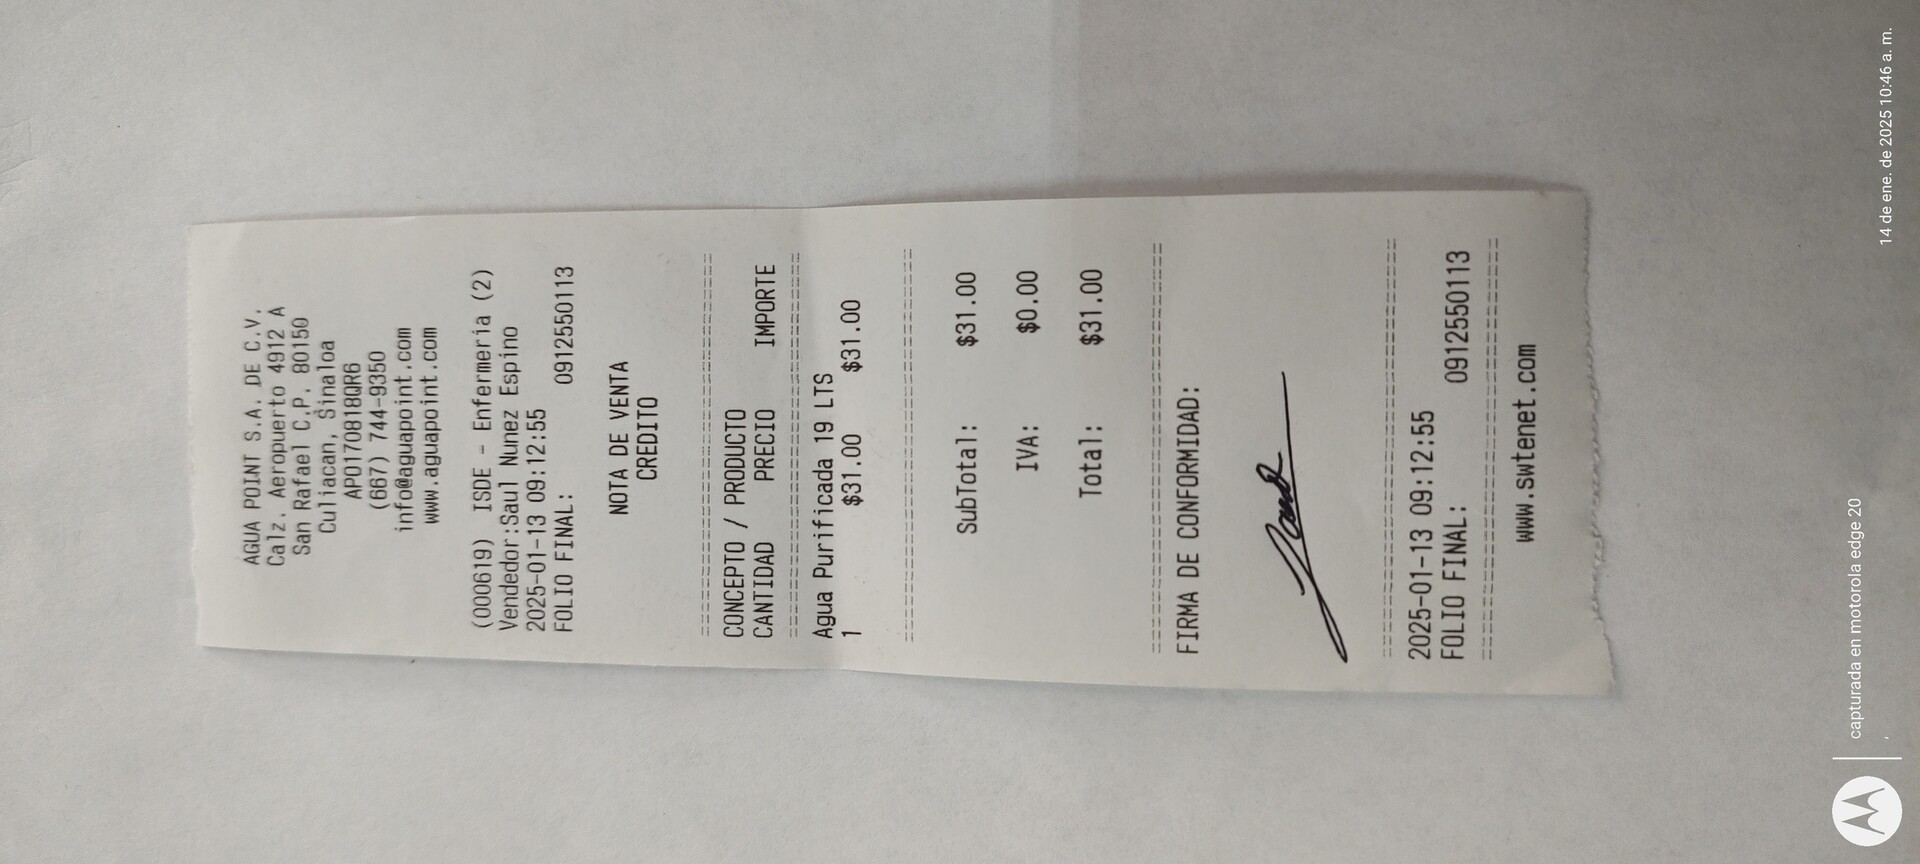 AGUA POINT S.A. DE C.V.
Calz. Aeropuerto 4912 A
San Rafael C.P. 80150
Culiacan, Sinaloa
APO170818QR6
(667) 744-9350
info@aguapoint.com
www.aguapoint.com
(000619) ISDE - Enfermeria (2)
Vendedor:Saul Nunez Espino
2025-01-13 09:12:55
FOLIO FINAL: 0912550113
NOTA DE VENTA
CREDITO
CONCEPTO / PRODUCTO
CANTIDAD PRECIO IMPORTE
Agua Purificada 19 LTS
1 $31.00 $31.00
SubTotal: $31.00
IVA: $0.00
Total: $31.00
FIRMA DE CONFORMIDAD:
2025-01-13 09:12:55
FOLIO FINAL: 0912550113
www.swtenet.com
capturada en motorola edge 20
14 de ene. de 2025 10:46 a. m.